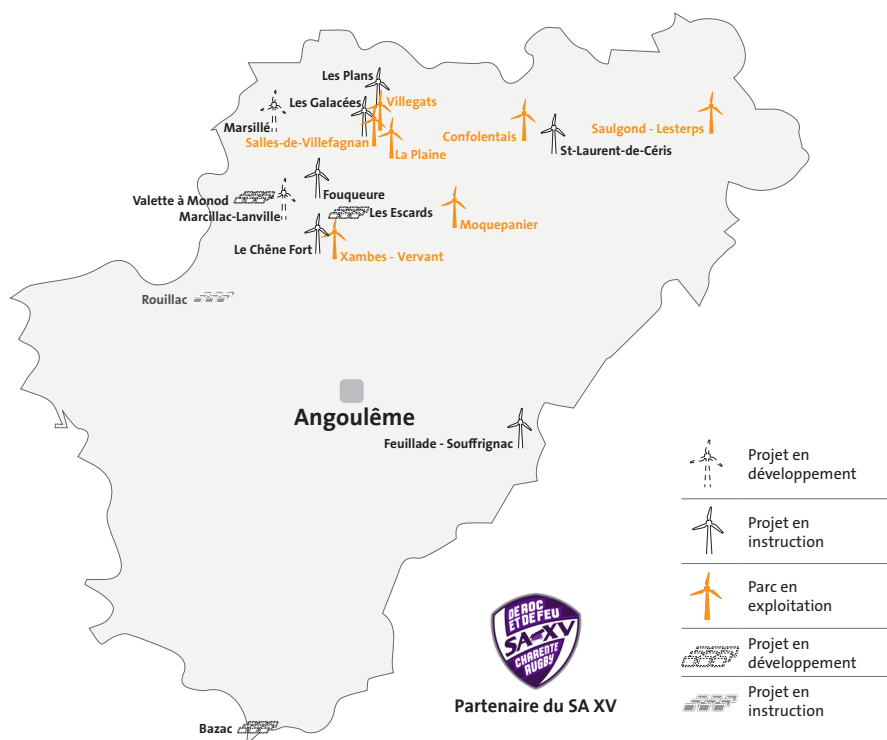 Les Plans
Les Galacées
Villegats
Marsillé
Salles-de-Villefagnan
La Plaine
Confolentais
Saulgond - Lesterps
St-Laurent-de-Céris
Valette à Monod
Fouqueure
Marcillac-Lanville
Les Escards
Moquepanier
Le Chêne Fort
Xambes - Vervant
Rouillac
Angoulême
Feuillade - Souffrignac
Projet en
développement
Projet en
instruction
Parc en
exploitation
Projet en
développement
Projet en
instruction
DE ROC
ET DE FEU
SA XV
CHARENTE
RUGBY
Partenaire du SA XV
Bazac